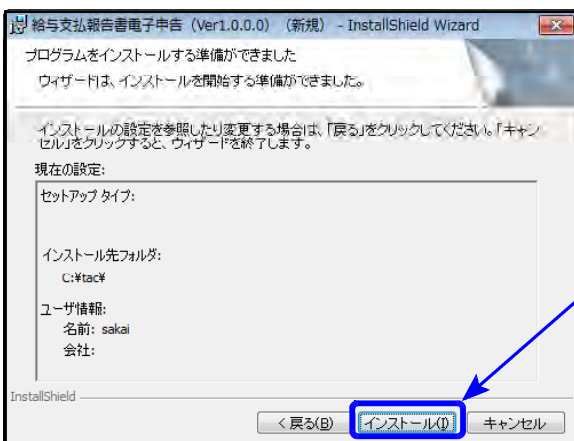 給与支払報告書電子申告 (Ver1.0.0.0) (新規) - InstallShield Wizard
プログラムをインストールする準備ができました
ウィザードは、インストールを開始する準備ができました。
インストールの設定を参照したり変更する場合は、「戻る」をクリックしてください。「キャン
セル」をクリックすると、ウィザードを終了します。
現在の設定:
セットアップ タイプ:
インストール先フォルダ:
C:¥tac¥
ユーザ情報:
名前: sakai
会社:
InstallShield
< 戻る(B)
インストール(I)
キャンセル